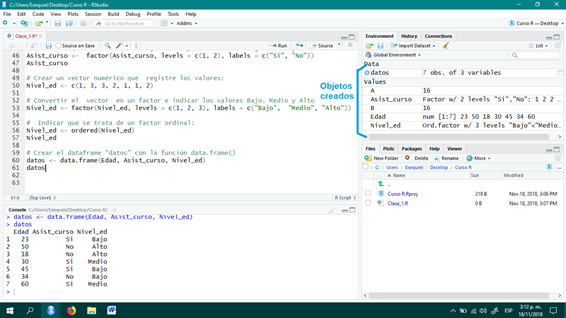 C:/Users/Ezequiel/Desktop/Curso R - RStudio
File Edit Code View Plots Session Build Debug Profile Tools Help
Go to file/function
Addins
Curso R — Desktop
Clase_1.R*
Source on Save
Run
Source
46 Asist_curso <- factor(Asist_curso, levels = c(1, 2), labels = c("Si", "No"))
47 Asist_curso
48
49 # Crear un vector numérico que registre los valores:
50 Nivel_ed <- c(1, 3, 3, 2, 1, 1, 2)
51
52 # Convertir el vector en un factor e indicar los valores Bajo, Medio y Alto
53 Nivel_ed <- factor(Nivel_ed, levels = c(1, 2, 3), labels = c("Bajo", "Medio", "Alto"))
54
55 # Indicar que se trata de un factor ordinal:
56 Nivel_ed <- ordered(Nivel_ed)
57 Nivel_ed
58
59 # Crear el dataframe "datos" con la función data.frame()
60 datos <- data.frame(Edad, Asist_curso, Nivel_ed)
61 datos
62
63
61:6 (Top Level) R Script
Console C:/Users/Ezequiel/Desktop/Curso R/
> datos <- data.frame(Edad, Asist_curso, Nivel_ed)
> datos
Edad Asist_curso Nivel_ed
1 23 Si Bajo
2 50 No Alto
3 18 No Alto
4 30 Si Medio
5 45 Si Bajo
6 34 No Bajo
7 60 Si Medio
>
Objetos
creados
Environment History Connections
Import Dataset
List
Global Environment
Data
datos 7 obs. of 3 variables
Values
A 16
Asist_curso Factor w/ 2 levels "Si","No": 1 2 2 …
B 16
Edad num [1:7] 23 50 18 30 45 34 60
Nivel_ed Ord.factor w/ 3 levels "Bajo"<"Medio…
Files Plots Packages Help Viewer
New Folder Delete Rename More
C: Users Ezequiel Desktop Curso R
Name Size Modified
..
Curso R.Rproj 218 B Nov 18, 2018, 3:06 PM
Clase_1.R 0 B Nov 18, 2018, 3:07 PM
ESP
3:12 p. m.
18/11/2018